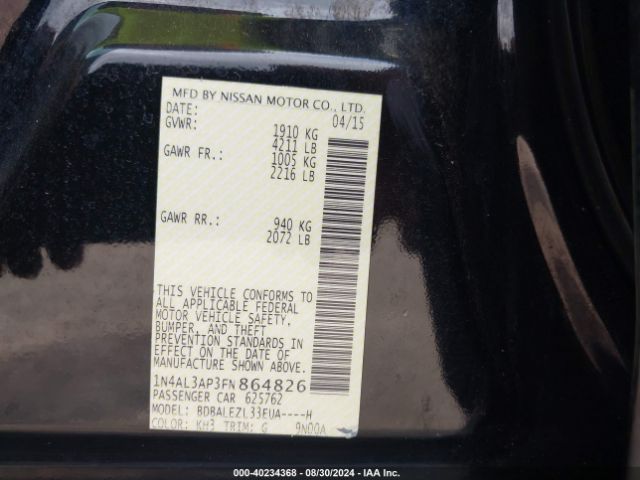 MFD BY NISSAN MOTOR CO., LTD.
DATE: 04/15
GVWR: 1910 KG
4211 LB
GAWR FR.: 1005 KG
2216 LB
GAWR RR.: 940 KG
2072 LB
THIS VEHICLE CONFORMS TO
ALL APPLICABLE FEDERAL
MOTOR VEHICLE SAFETY,
BUMPER, AND THEFT
PREVENTION STANDARDS IN
EFFECT ON THE DATE OF
MANUFACTURE SHOWN ABOVE.
1N4AL3AP3FN864826
PASSENGER CAR 625762
MODEL: BDBALEZL33EUA----H
COLOR: KH3 TRIM: G 9N00A
000-40234368 - 08/30/2024 - IAA Inc.